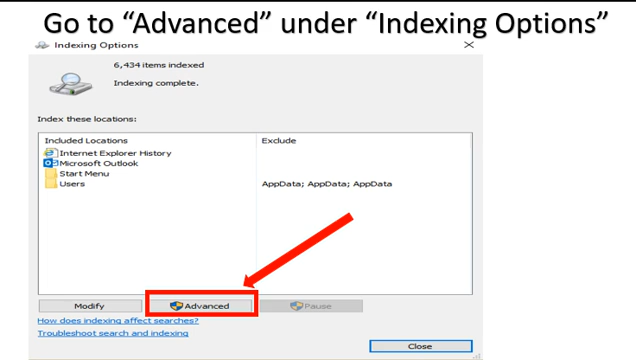 Go to “Advanced” under “Indexing Options”
Indexing Options
6,434 items indexed
Indexing complete.
Index these locations:
Included Locations Exclude
Internet Explorer History
Microsoft Outlook
Start Menu
Users AppData; AppData; AppData
Modify Advanced Pause
How does indexing affect searches?
Troubleshoot search and indexing
Close